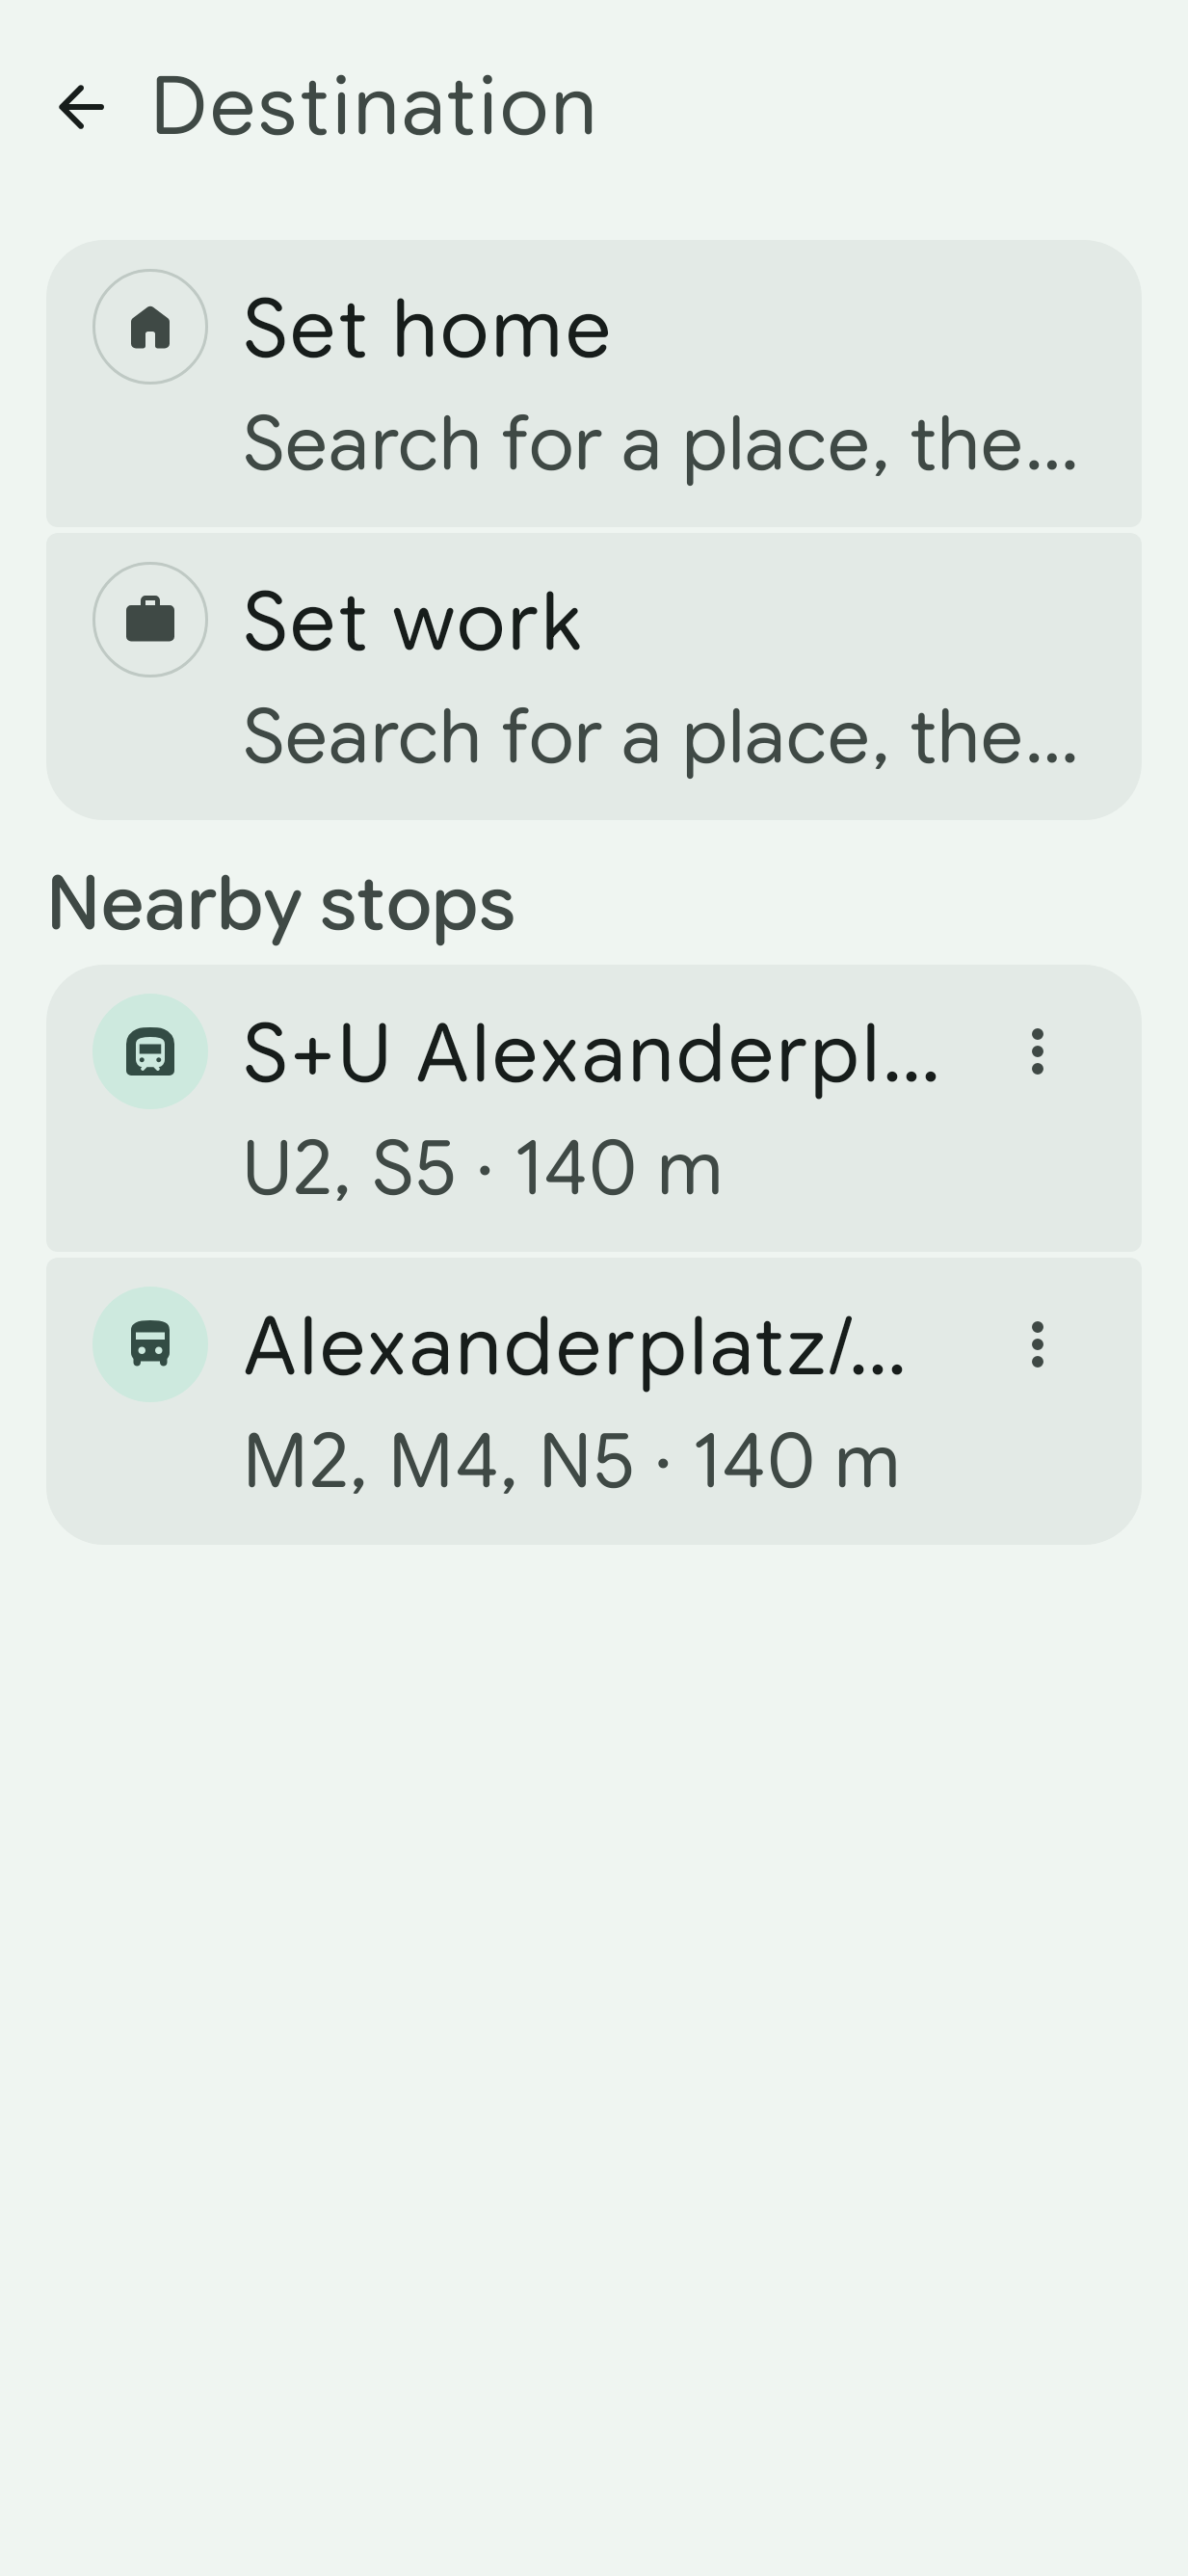 Destination
Set home
Search for a place, the...
Set work
Search for a place, the...
Nearby stops
S+U Alexanderpl...
U2, S5 · 140 m
Alexanderplatz/...
M2, M4, N5 · 140 m